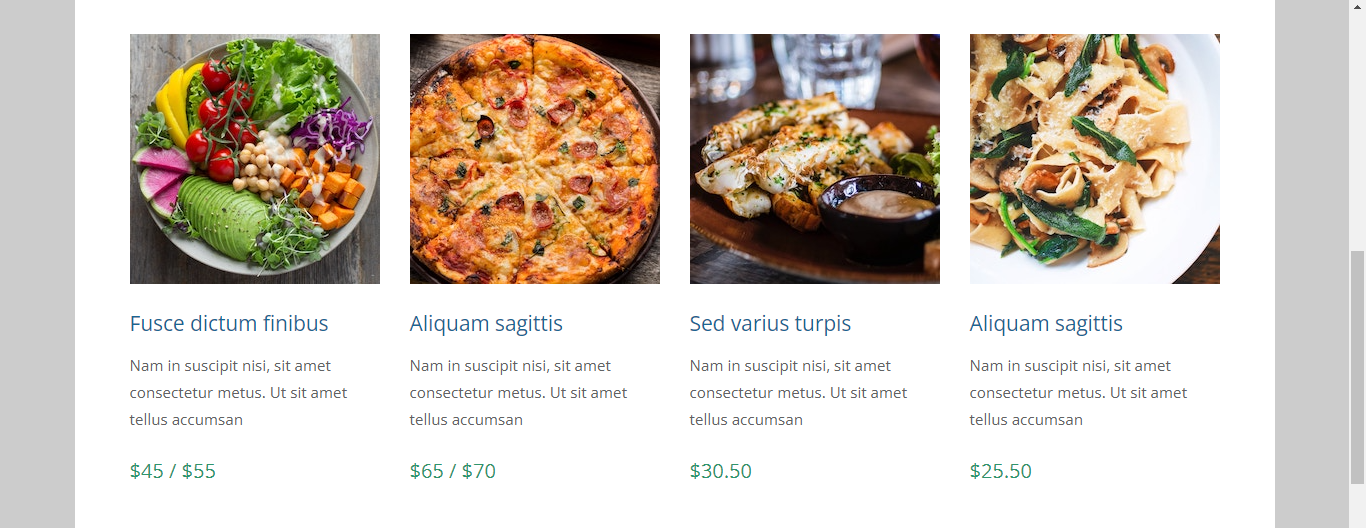 Fusce dictum finibus
Nam in suscipit nisi, sit amet
consectetur metus. Ut sit amet
tellus accumsan
$45 / $55
Aliquam sagittis
Nam in suscipit nisi, sit amet
consectetur metus. Ut sit amet
tellus accumsan
$65 / $70
Sed varius turpis
Nam in suscipit nisi, sit amet
consectetur metus. Ut sit amet
tellus accumsan
$30.50
Aliquam sagittis
Nam in suscipit nisi, sit amet
consectetur metus. Ut sit amet
tellus accumsan
$25.50